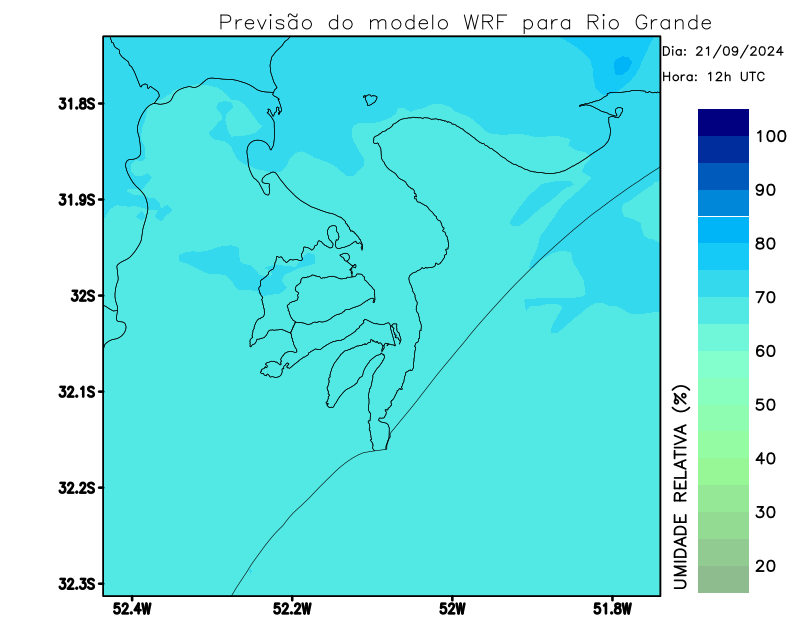 Previsão do modelo WRF para Rio Grande
Dia: 21/09/2024
Hora: 12h UTC
31.8S
31.9S
32S
32.1S
32.2S
32.3S
52.4W
52.2W
52W
51.8W
100
90
80
70
60
50
40
30
20
UMIDADE RELATIVA (%)